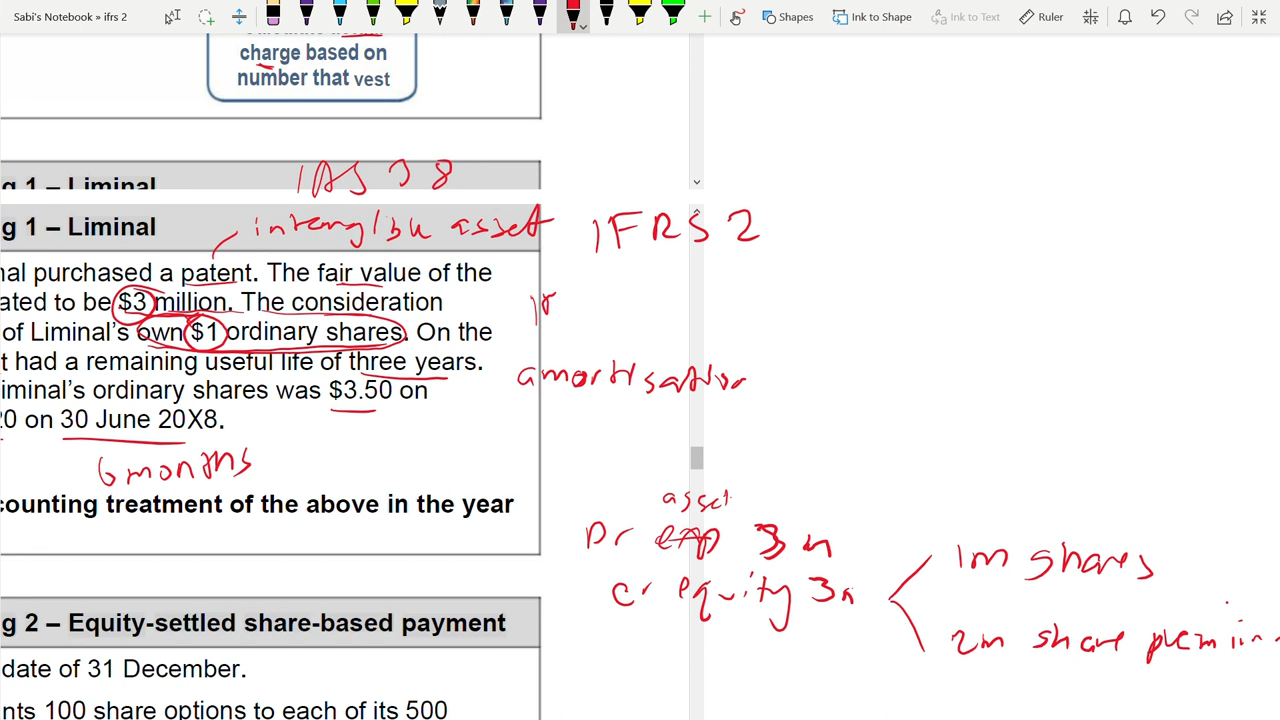 Sabi's Notebook » ifrs 2
Shapes
Ink to Shape
Ink to Text
Ruler
charge based on
number that vest
IAS 38
g 1 – Liminal
g 1 – Liminal
intangible asset
IFRS 2
nal purchased a patent. The fair value of the
ated to be $3 million. The consideration
of Liminal's own $1 ordinary shares. On the
t had a remaining useful life of three years.
iminal's ordinary shares was $3.50 on
20 on 30 June 20X8.
amortisation
6 months
counting treatment of the above in the year
asset
Dr exp 3m
Cr equity 3m
1m shares
2m share premium
g 2 – Equity-settled share-based payment
date of 31 December.
nts 100 share options to each of its 500